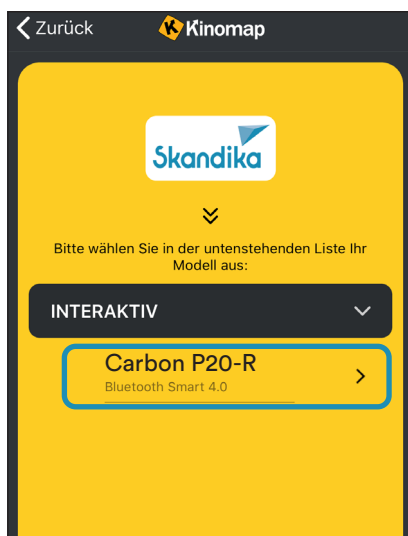 Zurück
Kinomap
Skandika
Bitte wählen Sie in der untenstehenden Liste Ihr
Modell aus:
INTERAKTIV
Carbon P20-R
Bluetooth Smart 4.0